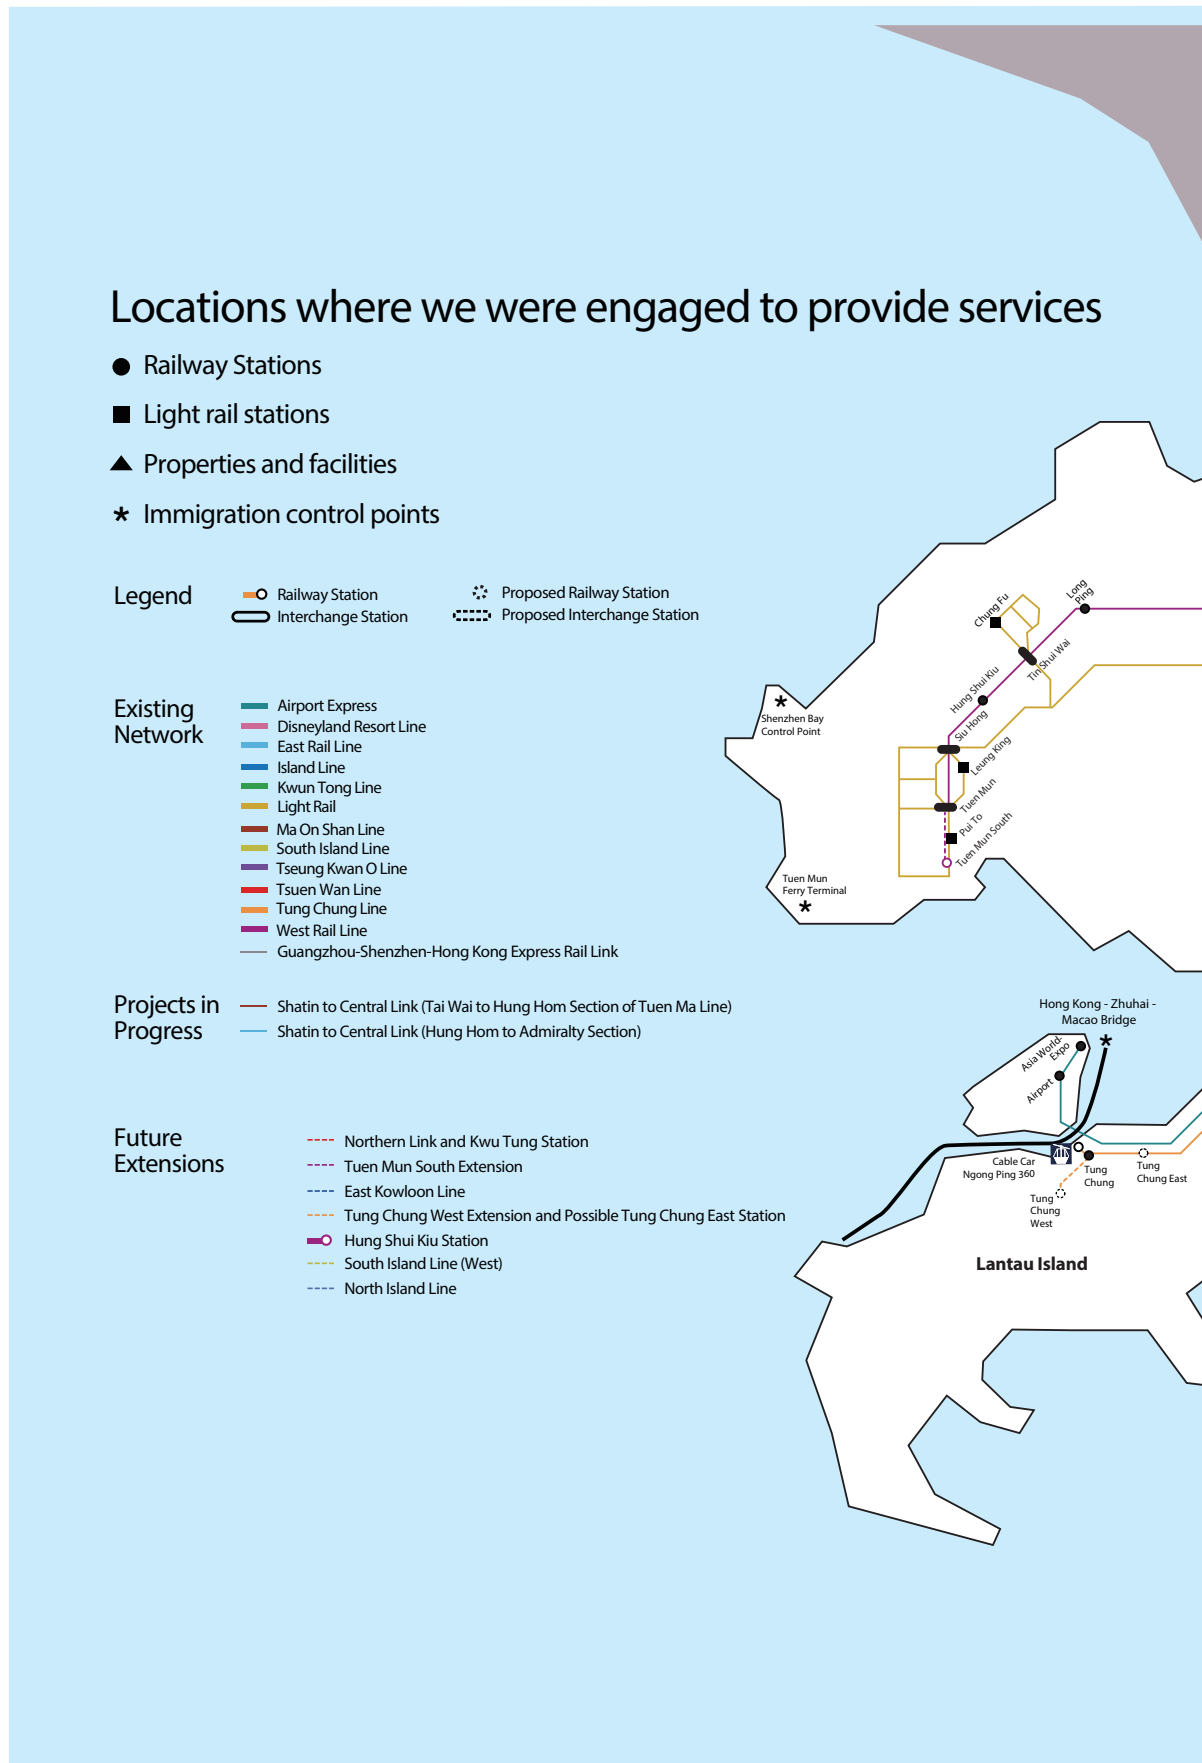 Locations where we were engaged to provide services
Railway Stations
Light rail stations
Properties and facilities
* Immigration control points
Legend
Railway Station
Interchange Station
Proposed Railway Station
Proposed Interchange Station
Existing
Network
Airport Express
Disneyland Resort Line
East Rail Line
Island Line
Kwun Tong Line
Light Rail
Ma On Shan Line
South Island Line
Tseung Kwan O Line
Tsuen Wan Line
Tung Chung Line
West Rail Line
Guangzhou-Shenzhen-Hong Kong Express Rail Link
Projects in
Progress
Shatin to Central Link (Tai Wai to Hung Hom Section of Tuen Ma Line)
Shatin to Central Link (Hung Hom to Admiralty Section)
Future
Extensions
Northern Link and Kwu Tung Station
Tuen Mun South Extension
East Kowloon Line
Tung Chung West Extension and Possible Tung Chung East Station
Hung Shui Kiu Station
South Island Line (West)
North Island Line
Long
Ping
Chung Fu
Tin Shui Wai
Hung Shui Kiu
Siu Hong
Leung King
Tuen Mun
Pui To
Tuen Mun South
*
Shenzhen Bay
Control Point
Tuen Mun
Ferry Terminal
*
Hong Kong - Zhuhai -
Macao Bridge
*
Asia World-
Expo
Airport
Cable Car
Ngong Ping 360
Tung
Chung
Tung
Chung East
Tung
Chung
West
Lantau Island